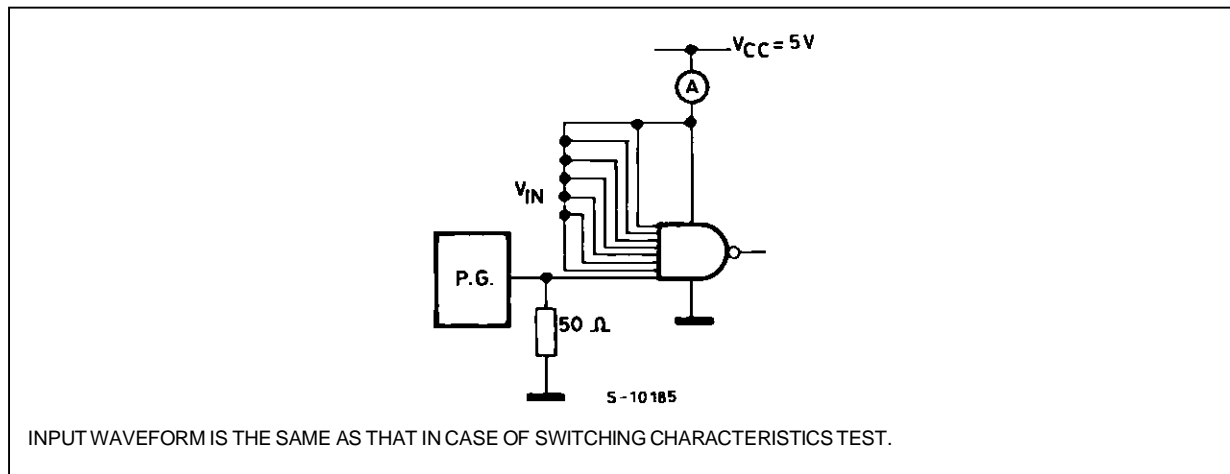 VCC = 5V
A
VIN
P.G.
50 Ω
S-10185
INPUT WAVEFORM IS THE SAME AS THAT IN CASE OF SWITCHING CHARACTERISTICS TEST.